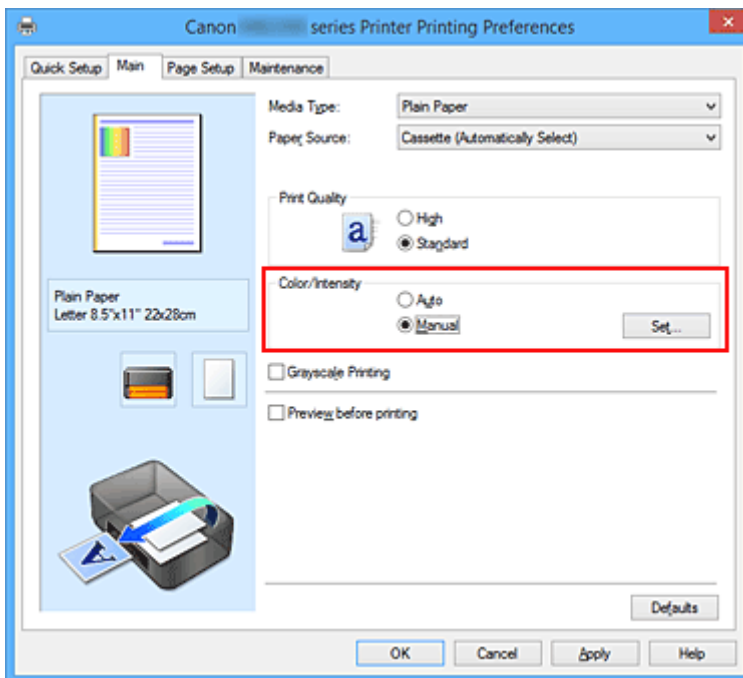 Canon series Printer Printing Preferences
Quick Setup Main Page Setup Maintenance
Media Type: Plain Paper
Paper Source: Cassette (Automatically Select)
Print Quality
a
High
Standard
Color/Intensity
Auto
Manual
Set...
Plain Paper
Letter 8.5"x11" 22x28cm
Grayscale Printing
Preview before printing
A
Defaults
OK Cancel Apply Help